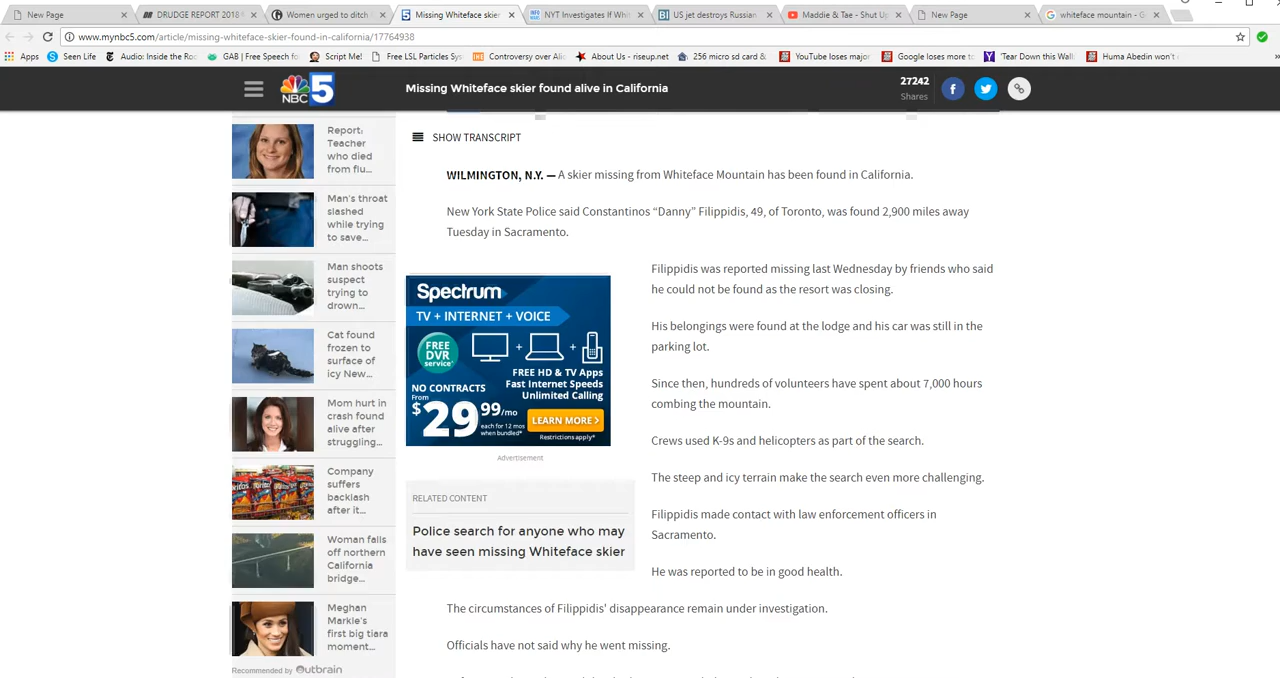 New Page
DRUDGE REPORT 2018
Women urged to ditch
Missing Whiteface skier
NYT Investigates If Whit
US jet destroys Russian
Maddie & Tae - Shut Up
New Page
whiteface mountain - G
www.mynbc5.com/article/missing-whiteface-skier-found-in-california/17764938
Apps
Seen Life
Audio: Inside the Roo
GAB | Free Speech fo
Script Me!
Free LSL Particles Sys
Controversy over Ali
About Us - riseup.net
256 micro sd card &
YouTube loses major
Google loses more to
'Tear Down this Wall
Huma Abedin won't
NBC 5
Missing Whiteface skier found alive in California
27242
Shares
Report:
Teacher
who died
from flu...
Man's throat
slashed
while trying
to save...
Man shoots
suspect
trying to
drown...
Cat found
frozen to
surface of
icy New...
Mom hurt in
crash found
alive after
struggling...
Company
suffers
backlash
after it...
Woman falls
off northern
California
bridge...
Meghan
Markle's
first big tiara
moment...
Recommended by Outbrain
SHOW TRANSCRIPT
WILMINGTON, N.Y. — A skier missing from Whiteface Mountain has been found in California.
New York State Police said Constantinos “Danny” Filippidis, 49, of Toronto, was found 2,900 miles away
Tuesday in Sacramento.
Spectrum
TV + INTERNET + VOICE
FREE
DVR
service*
FREE HD & TV Apps
Fast Internet Speeds
Unlimited Calling
NO CONTRACTS
From
$29.99/mo
each for 12 mos
when bundled*
LEARN MORE >
Restrictions apply*
Advertisement
RELATED CONTENT
Police search for anyone who may
have seen missing Whiteface skier
Filippidis was reported missing last Wednesday by friends who said
he could not be found as the resort was closing.
His belongings were found at the lodge and his car was still in the
parking lot.
Since then, hundreds of volunteers have spent about 7,000 hours
combing the mountain.
Crews used K-9s and helicopters as part of the search.
The steep and icy terrain make the search even more challenging.
Filippidis made contact with law enforcement officers in
Sacramento.
He was reported to be in good health.
The circumstances of Filippidis' disappearance remain under investigation.
Officials have not said why he went missing.